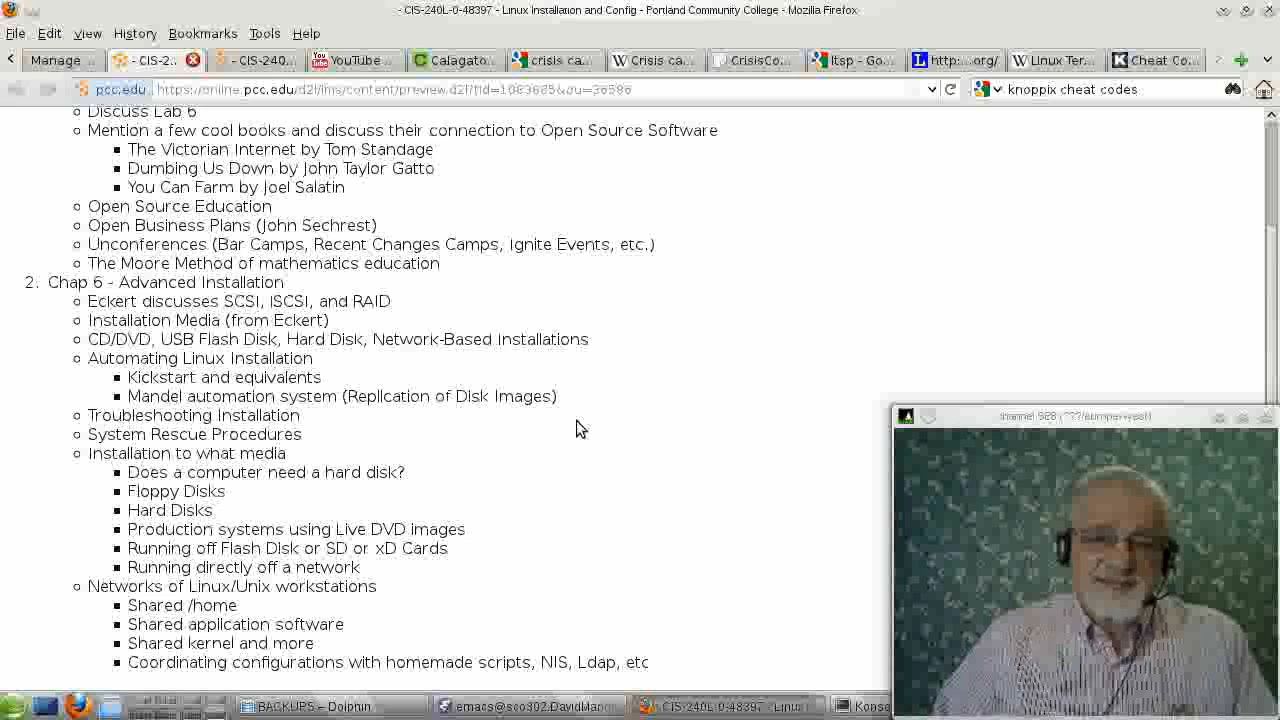 - CIS-240L-0-48397 - Linux Installation and Config - Portland Community College - Mozilla Firefox
File Edit View History Bookmarks Tools Help
Manage - CIS-2... - CIS-240... YouTube Calagato... crisis ca... Crisis ca... CrisisCo... ltsp - Go... http:...org/ Linux Ter... Cheat Co...
pcc.edu knoppix cheat codes
Discuss Lab 6
Mention a few cool books and discuss their connection to Open Source Software
The Victorian Internet by Tom Standage
Dumbing Us Down by John Taylor Gatto
You Can Farm by Joel Salatin
Open Source Education
Open Business Plans (John Sechrest)
Unconferences (Bar Camps, Recent Changes Camps, Ignite Events, etc.)
The Moore Method of mathematics education
2. Chap 6 - Advanced Installation
Eckert discusses SCSI, iSCSI, and RAID
Installation Media (from Eckert)
CD/DVD, USB Flash Disk, Hard Disk, Network-Based Installations
Automating Linux Installation
Kickstart and equivalents
Mandel automation system (Replication of Disk Images)
Troubleshooting Installation
System Rescue Procedures
Installation to what media
Does a computer need a hard disk?
Floppy Disks
Hard Disks
Production systems using Live DVD images
Running off Flash Disk or SD or xD Cards
Running directly off a network
Networks of Linux/Unix workstations
Shared /home
Shared application software
Shared kernel and more
Coordinating configurations with homemade scripts, NIS, Ldap, etc
BACKUPS – Dolphin CIS-240L-0-48397 - Linux Konso